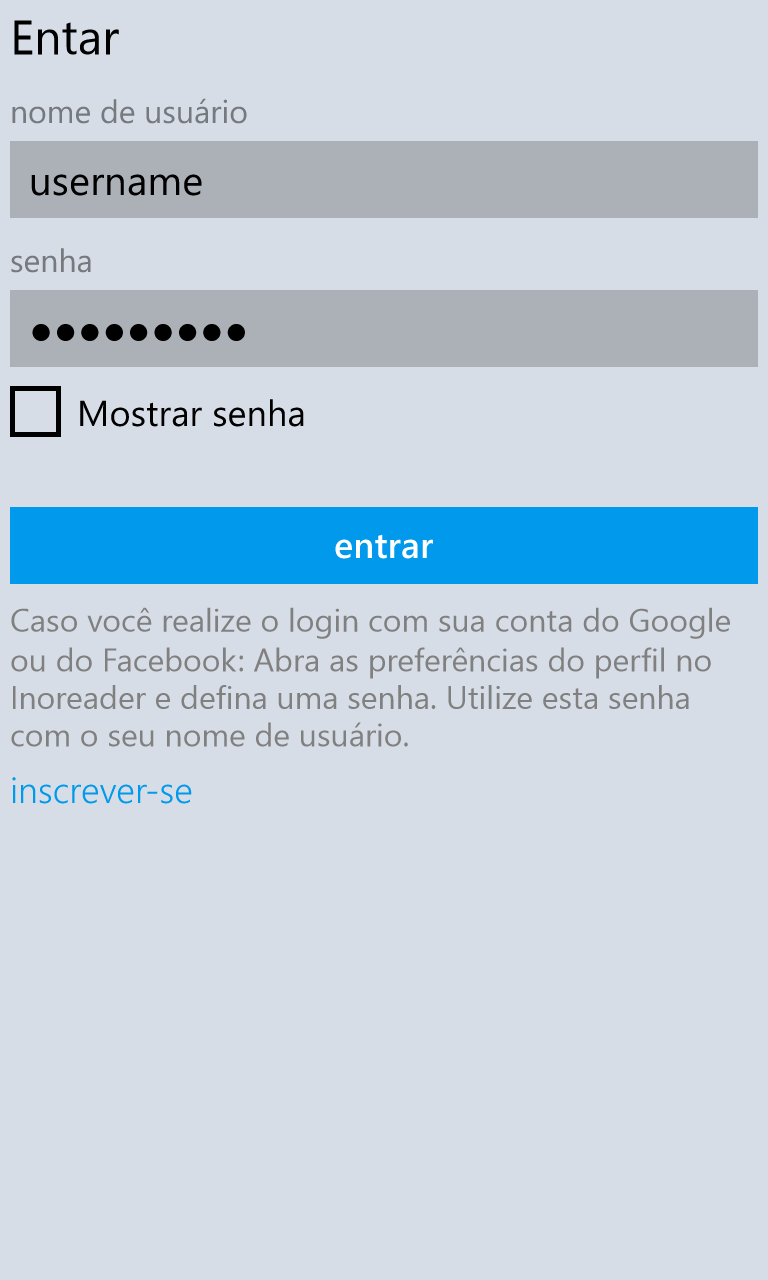 Entar
nome de usuário
username
senha
●●●●●●●●●
Mostrar senha
entrar
Caso você realize o login com sua conta do Google
ou do Facebook: Abra as preferências do perfil no
Inoreader e defina uma senha. Utilize esta senha
com o seu nome de usuário.
inscrever-se